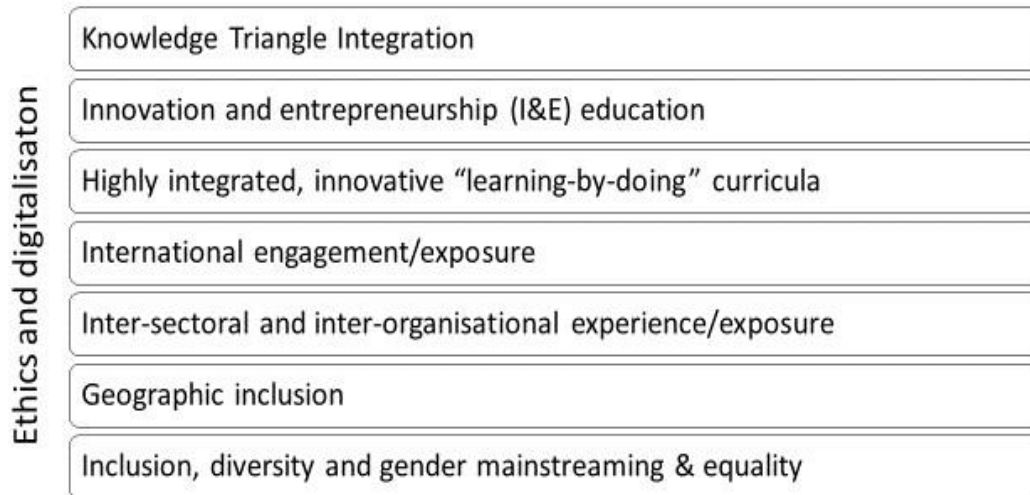 Ethics and digitalisaton
Knowledge Triangle Integration
Innovation and entrepreneurship (I&E) education
Highly integrated, innovative “learning-by-doing” curricula
International engagement/exposure
Inter-sectoral and inter-organisational experience/exposure
Geographic inclusion
Inclusion, diversity and gender mainstreaming & equality